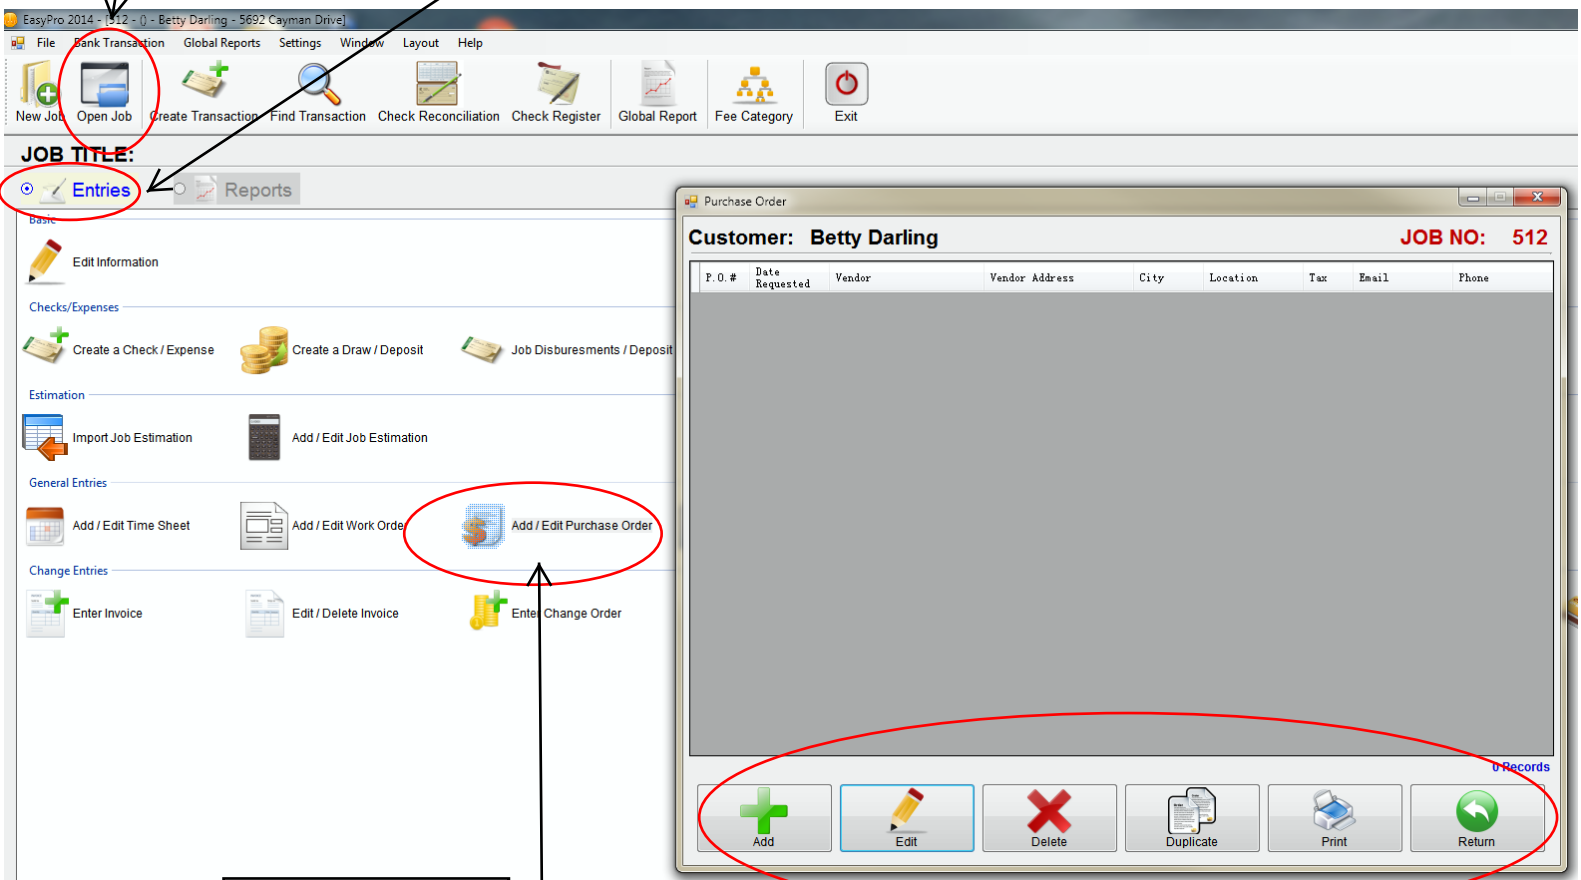 EasyPro 2014 - [512 - () - Betty Darling - 5692 Cayman Drive]
File Bank Transaction Global Reports Settings Window Layout Help
New Job Open Job Create Transaction Find Transaction Check Reconciliation Check Register Global Report Fee Category Exit
JOB TITLE:
Entries Reports
Basic
Edit Information
Checks/Expenses
Create a Check / Expense Create a Draw / Deposit Job Disburesments / Deposit
Estimation
Import Job Estimation Add / Edit Job Estimation
General Entries
Add / Edit Time Sheet Add / Edit Work Orde Add / Edit Purchase Order
Change Entries
Enter Invoice Edit / Delete Invoice Enter Change Order
Purchase Order
Customer: Betty Darling JOB NO: 512
P.O.# Date Requested Vendor Vendor Address City Location Tax Email Phone
0 Records
Add Edit Delete Duplicate Print Return